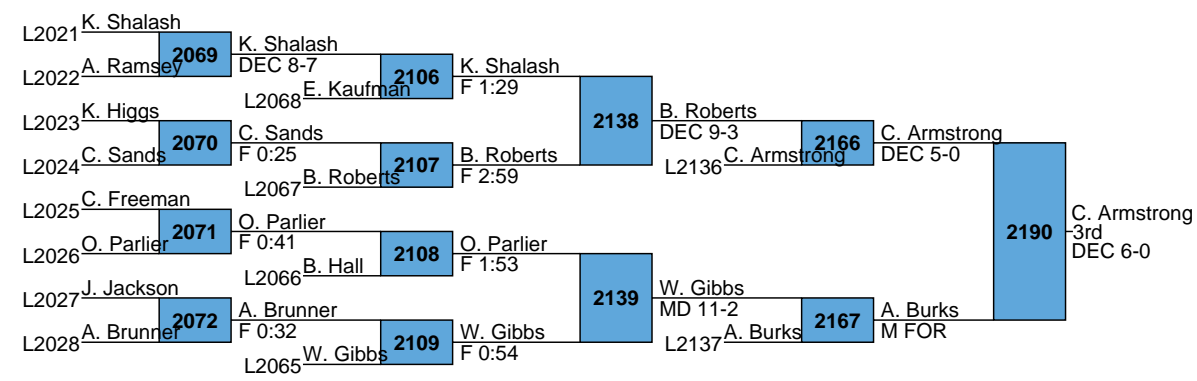 K. Shalash
L2021
2069
K. Shalash
DEC 8-7
L2022
A. Ramsey
2106
K. Shalash
F 1:29
L2068
E. Kaufman
K. Higgs
L2023
2070
C. Sands
F 0:25
L2024
C. Sands
2107
B. Roberts
F 2:59
L2067
B. Roberts
2138
B. Roberts
DEC 9-3
L2136
C. Armstrong
2166
C. Armstrong
DEC 5-0
C. Freeman
L2025
2071
O. Parlier
F 0:41
L2026
O. Parlier
2108
O. Parlier
F 1:53
L2066
B. Hall
J. Jackson
L2027
2072
A. Brunner
F 0:32
L2028
A. Brunner
2109
W. Gibbs
F 0:54
L2065
W. Gibbs
2139
W. Gibbs
MD 11-2
L2137
A. Burks
2167
A. Burks
M FOR
2190
C. Armstrong
3rd
DEC 6-0